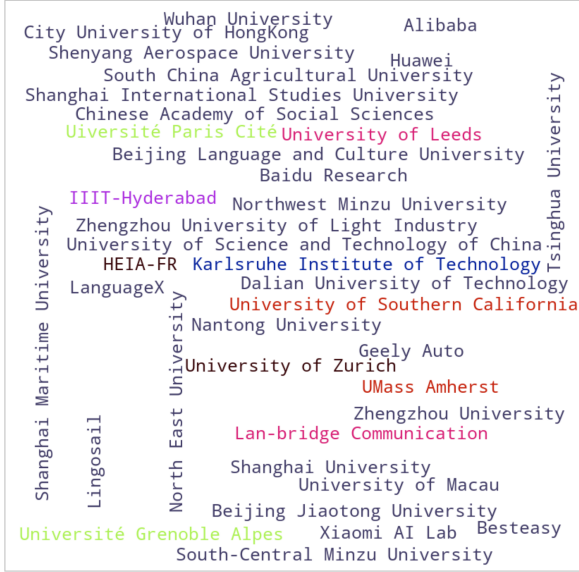 Wuhan University
Alibaba
City University of HongKong
Shenyang Aerospace University
Huawei
South China Agricultural University
Shanghai International Studies University
Chinese Academy of Social Sciences
Uiversité Paris Cité
University of Leeds
Beijing Language and Culture University
Baidu Research
Tsinghua University
IIIT-Hyderabad
Northwest Minzu University
Zhengzhou University of Light Industry
University of Science and Technology of China
HEIA-FR
Karlsruhe Institute of Technology
LanguageX
Dalian University of Technology
University of Southern California
Shanghai Maritime University
North East University
Nantong University
Geely Auto
University of Zurich
UMass Amherst
Zhengzhou University
Lan-bridge Communication
Lingosail
Shanghai University
University of Macau
Beijing Jiaotong University
Université Grenoble Alpes
Xiaomi AI Lab
Besteasy
South-Central Minzu University